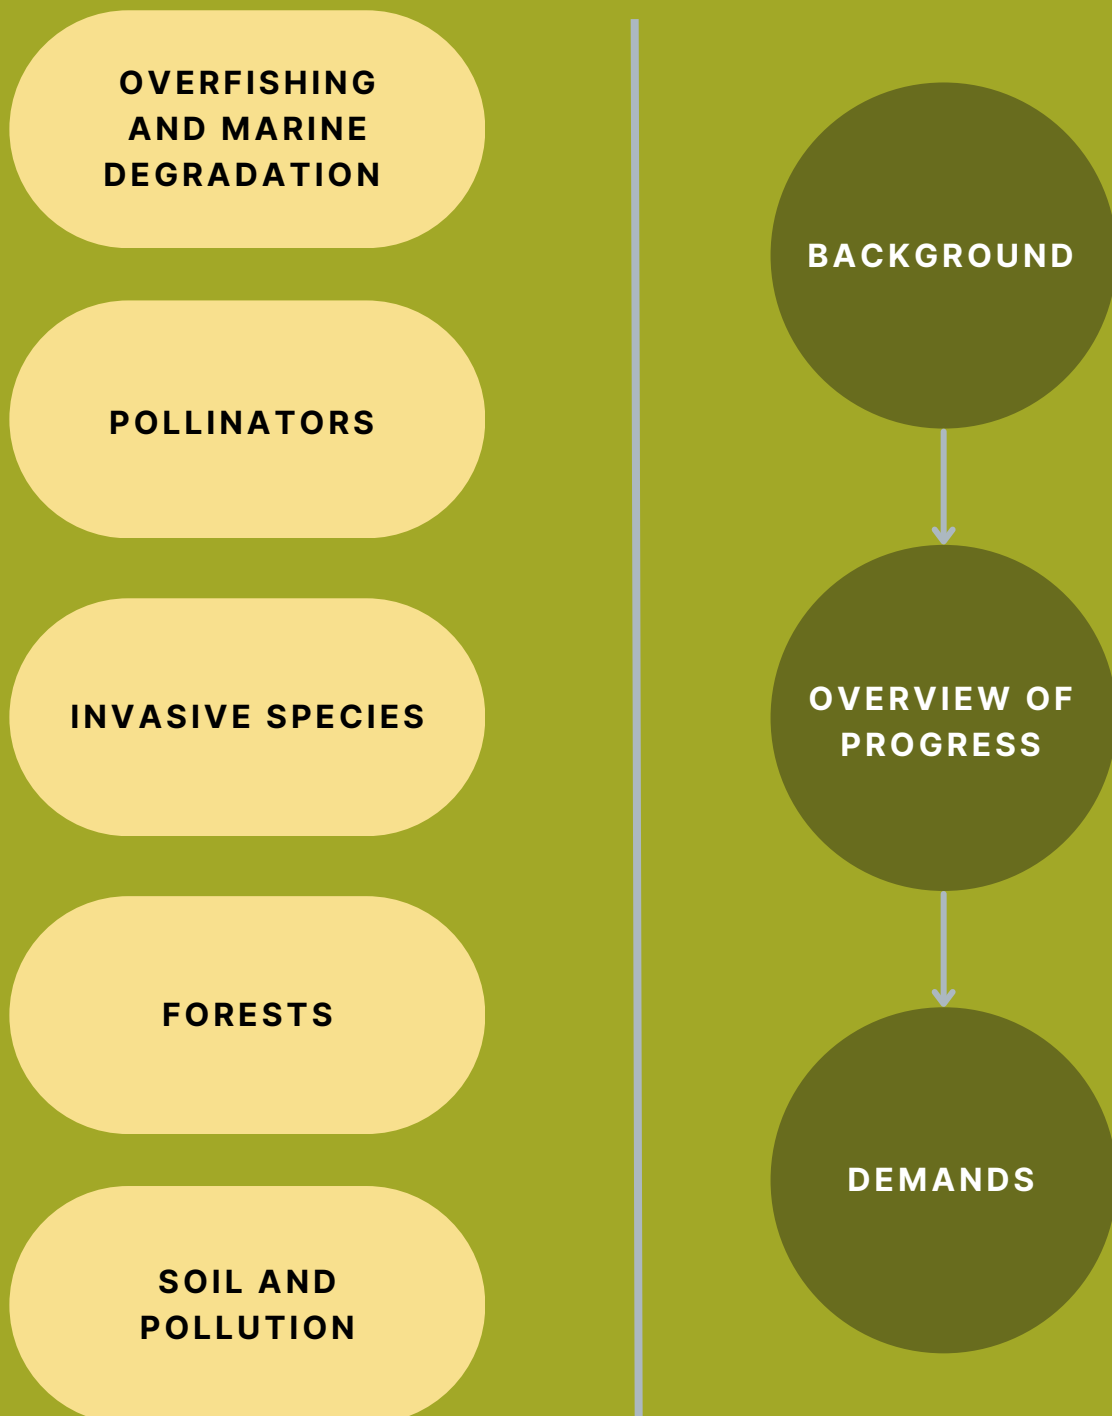 OVERFISHING
AND MARINE
DEGRADATION
POLLINATORS
INVASIVE SPECIES
FORESTS
SOIL AND
POLLUTION
BACKGROUND
OVERVIEW OF
PROGRESS
DEMANDS